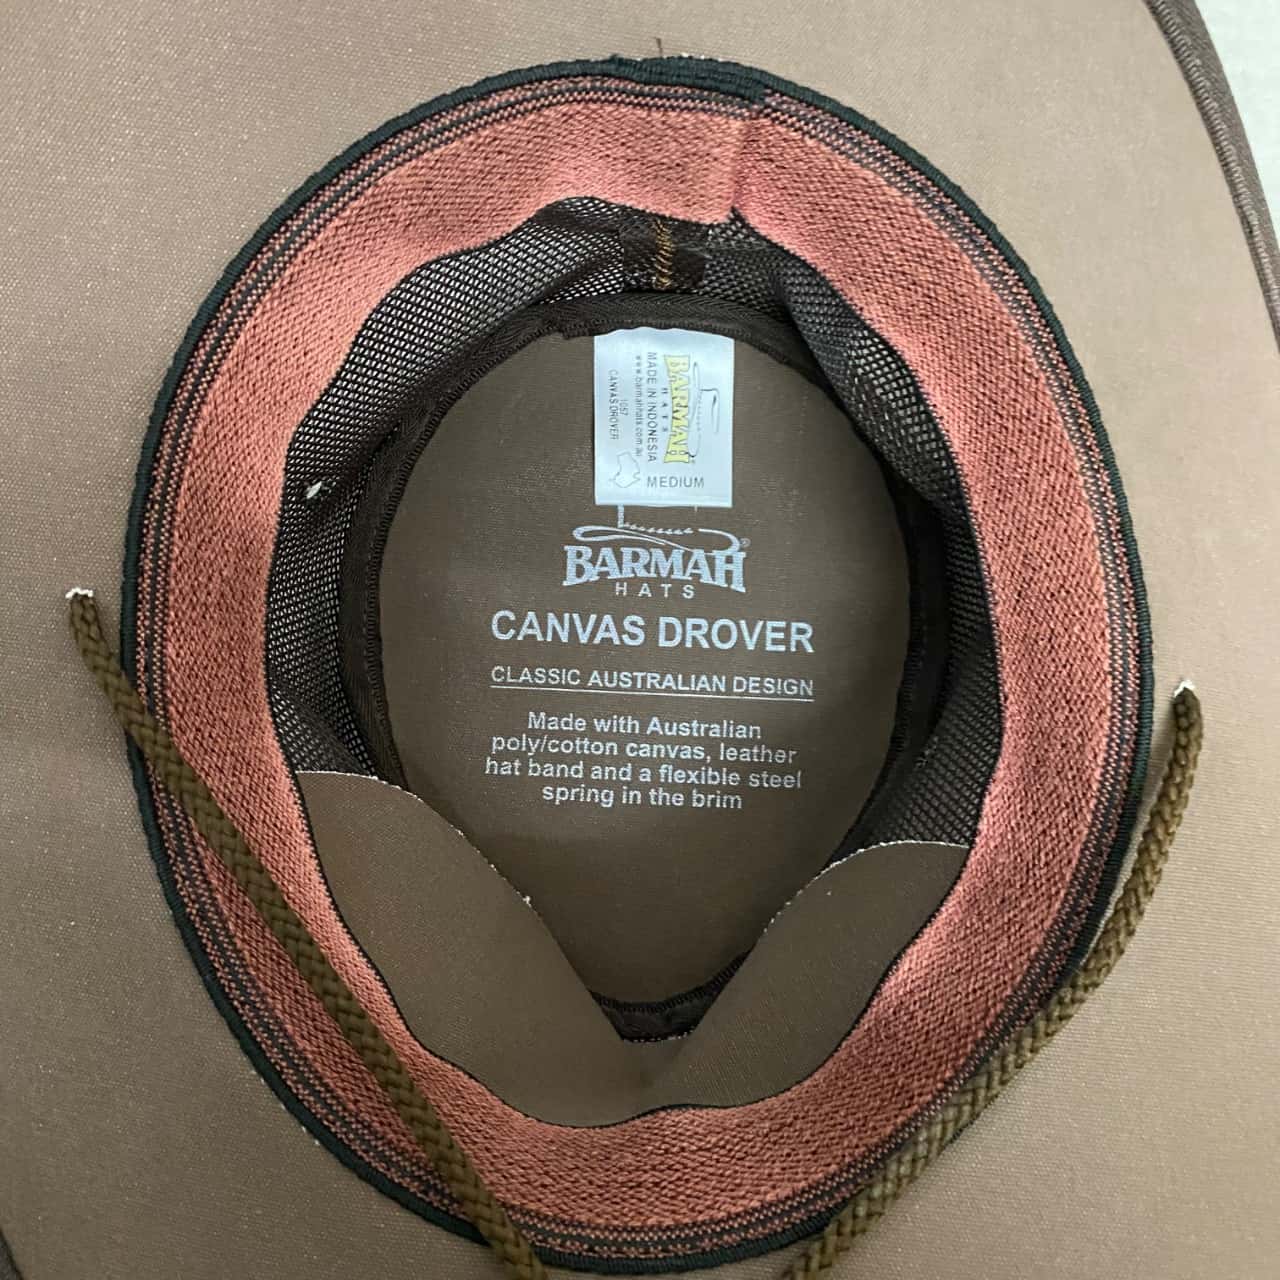 BARMAH
HATS
MADE IN INDONESIA
www.barmahhats.com.au
1057
CANVAS DROVER
MEDIUM
BARMAH®
HATS
CANVAS DROVER
CLASSIC AUSTRALIAN DESIGN
Made with Australian
poly/cotton canvas, leather
hat band and a flexible steel
spring in the brim